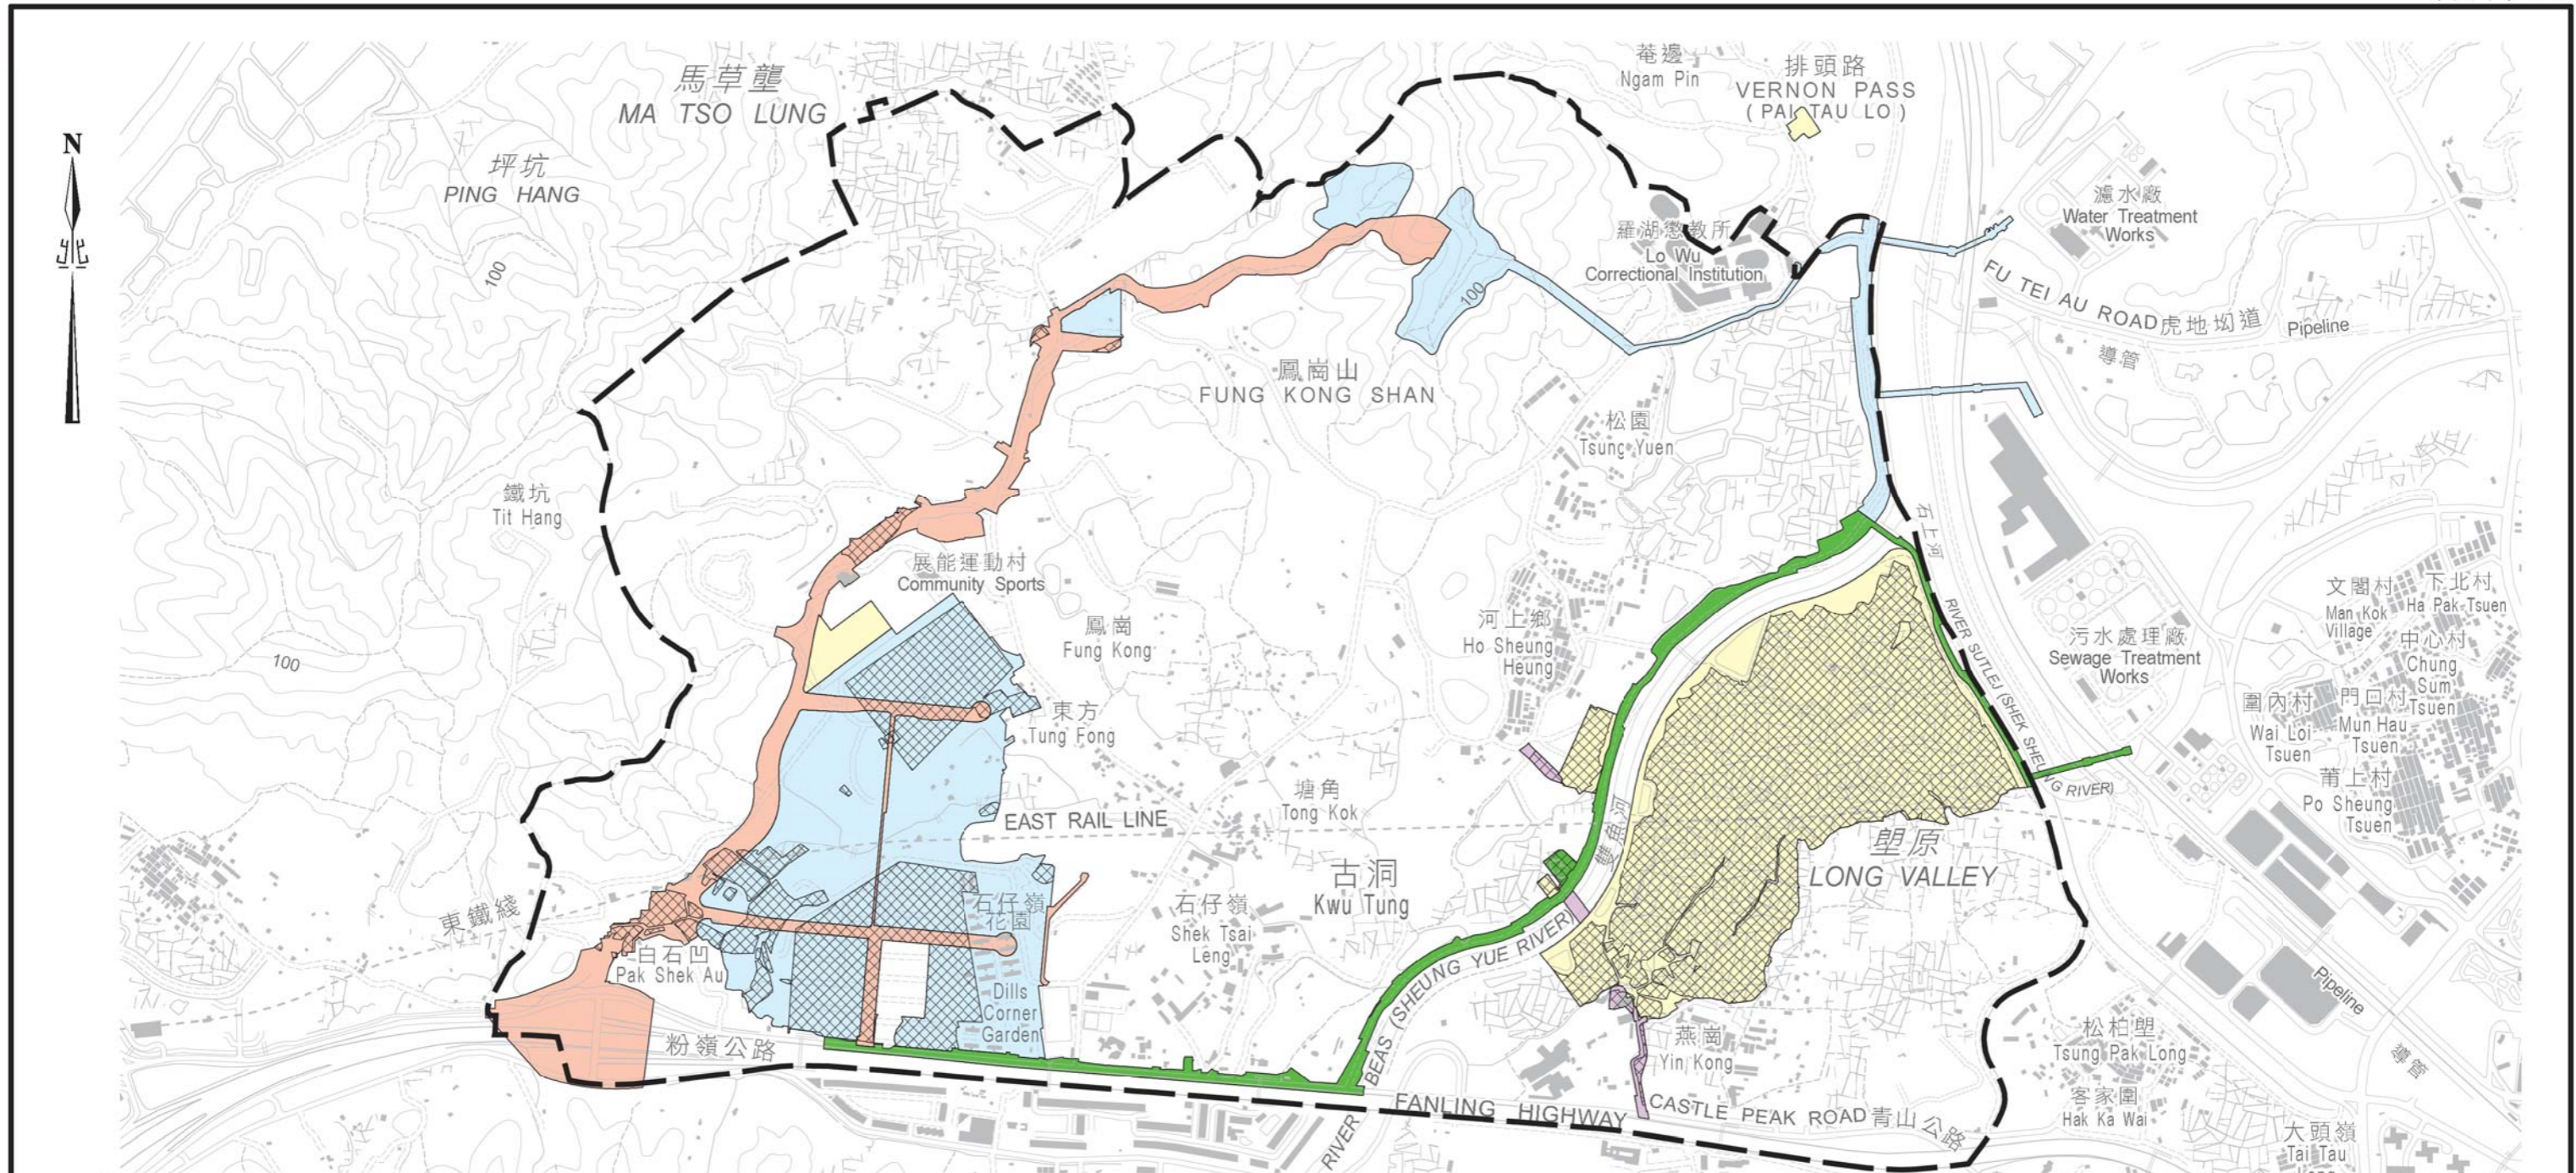 菴邊
Ngam Pin
排頭路
VERNON PASS
( PAI TAU LO )
馬草壟
MA TSO LUNG
N
北
坪坑
PING HANG
濾水廠
Water Treatment
Works
羅湖懲教所
Lo Wu
Correctional Institution
100
100
FU TEI AU ROAD虎地坳道
Pipeline
導管
鳳崗山
FUNG KONG SHAN
松園
Tsung Yuen
鐵坑
Tit Hang
石上河
RIVER SUTLEJ (SHEK SHEUNG RIVER)
展能運動村
Community Sports
文閣村
Man Kok
Village
下北村
Ha Pak Tsuen
中心村
Chung
Sum
Tsuen
河上鄉
Ho Sheung
Heung
鳳崗
Fung Kong
污水處理廠
Sewage Treatment
Works
100
圍內村
Wai Loi
Tsuen
門口村
Mun Hau
Tsuen
東方
Tung Fong
莆上村
Po Sheung
Tsuen
塘角
Tong Kok
EAST RAIL LINE
雙魚河
塱原
LONG VALLEY
古洞
Kwu Tung
東鐵綫
石仔嶺
花園
Dills
Corner
Garden
石仔嶺
Shek Tsai
Leng
白石凹
Pak Shek Au
BEAS (SHEUNG YUE RIVER)
Pipeline
導管
粉嶺公路
燕崗
Yin Kong
松柏塱
Tsung Pak Long
客家圍
Hak Ka Wai
FANLING HIGHWAY
CASTLE PEAK ROAD青山公路
RIVER
大頭嶺
Tai Tau